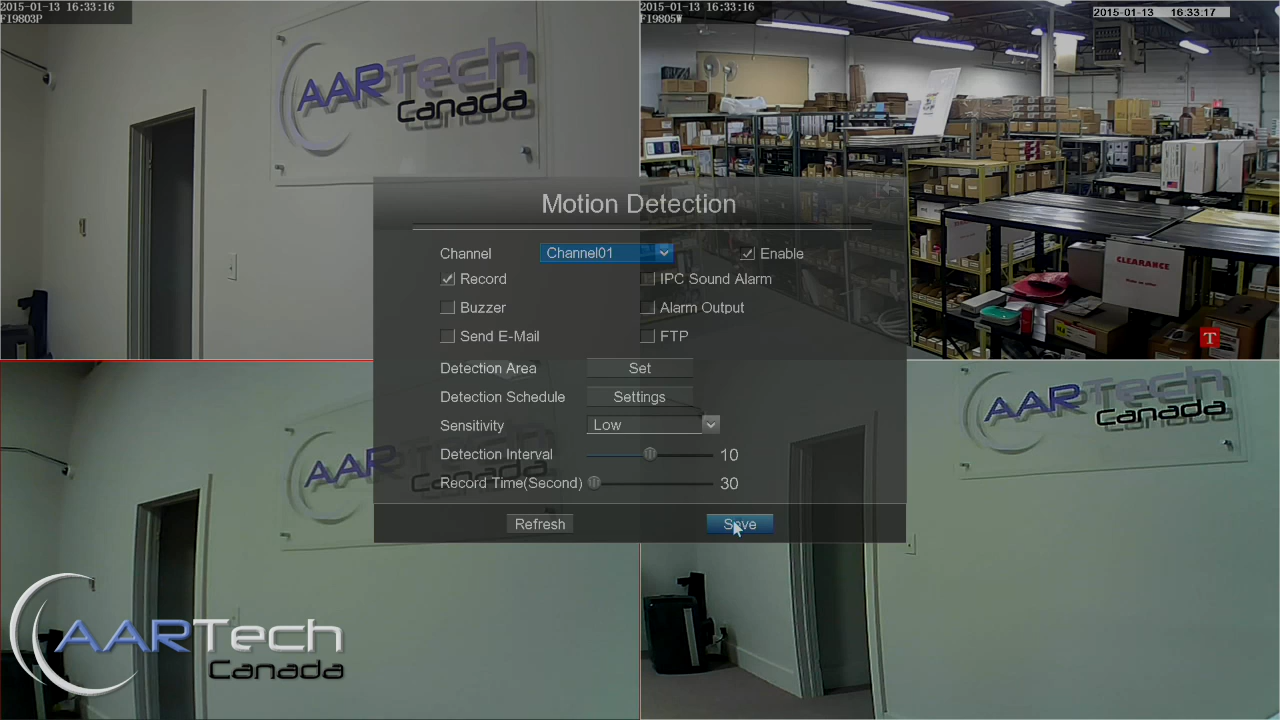 2015-01-13 16:33:16
FI9803P
2015-01-13 16:33:16
FI9805W
2015-01-13 16:33:17
AARTech
Canada
Motion Detection
Channel Channel01 Enable
Record IPC Sound Alarm
Buzzer Alarm Output
Send E-Mail FTP
Detection Area Set
Detection Schedule Settings
Sensitivity Low
Detection Interval 10
Record Time(Second) 30
Refresh Save
CLEARANCE
T
AARTech
Canada
AARTech
Canada
AARTech
Canada